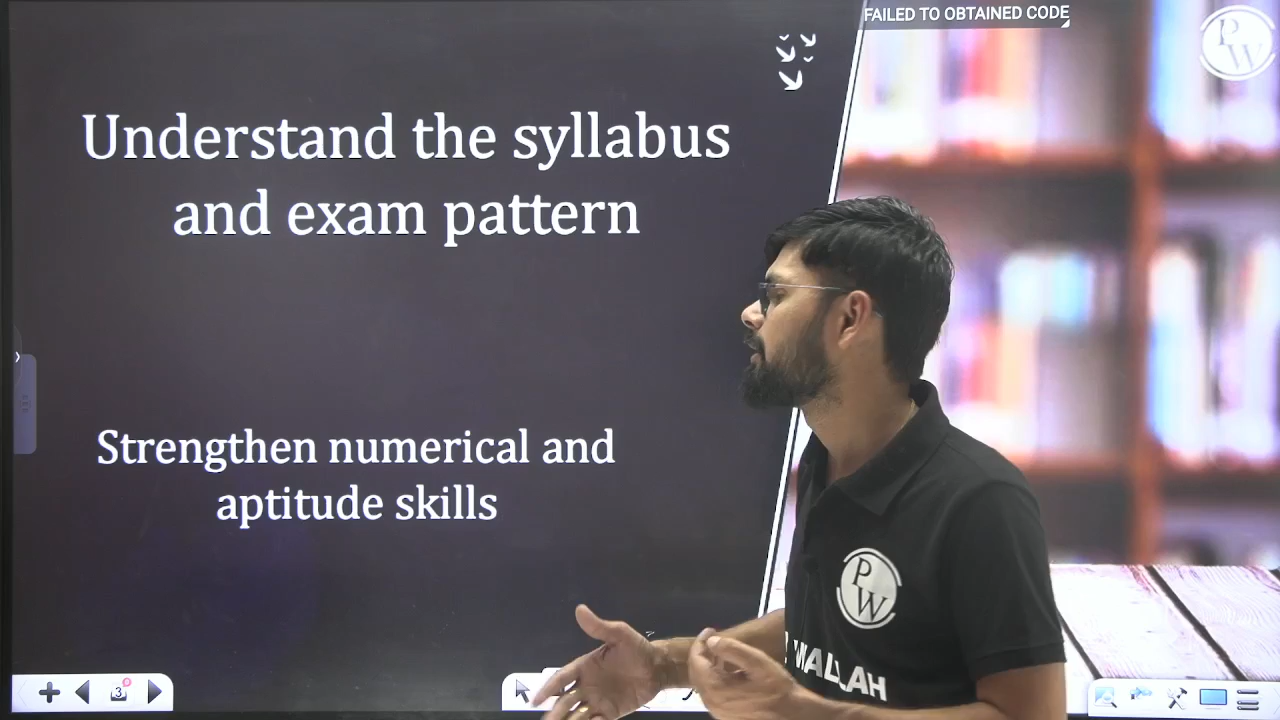 FAILED TO OBTAINED CODE
PW
Understand the syllabus
and exam pattern
Strengthen numerical and
aptitude skills
PW
WALLAH
3